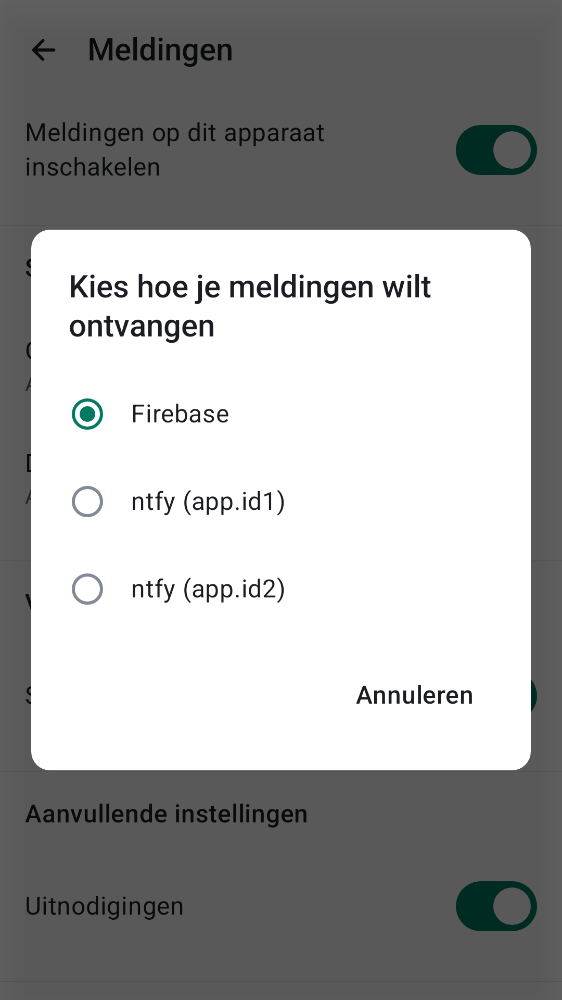 Meldingen
Meldingen op dit apparaat
inschakelen
Kies hoe je meldingen wilt
ontvangen
Firebase
ntfy (app.id1)
ntfy (app.id2)
Annuleren
Aanvullende instellingen
Uitnodigingen